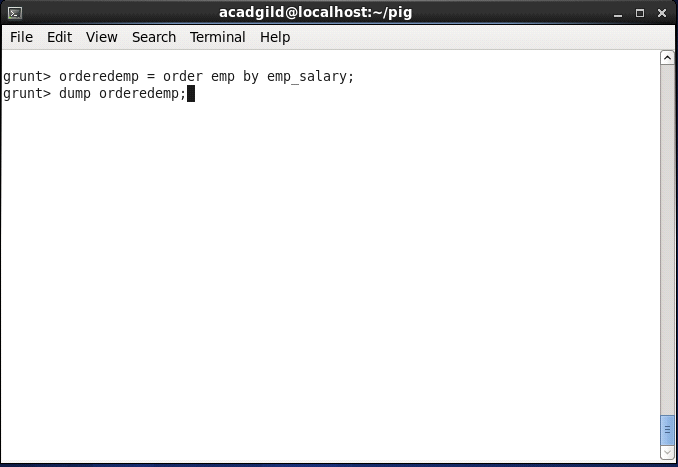 acadgild@localhost:~/pig
File Edit View Search Terminal Help
grunt> orderedemp = order emp by emp_salary;
grunt> dump orderedemp;